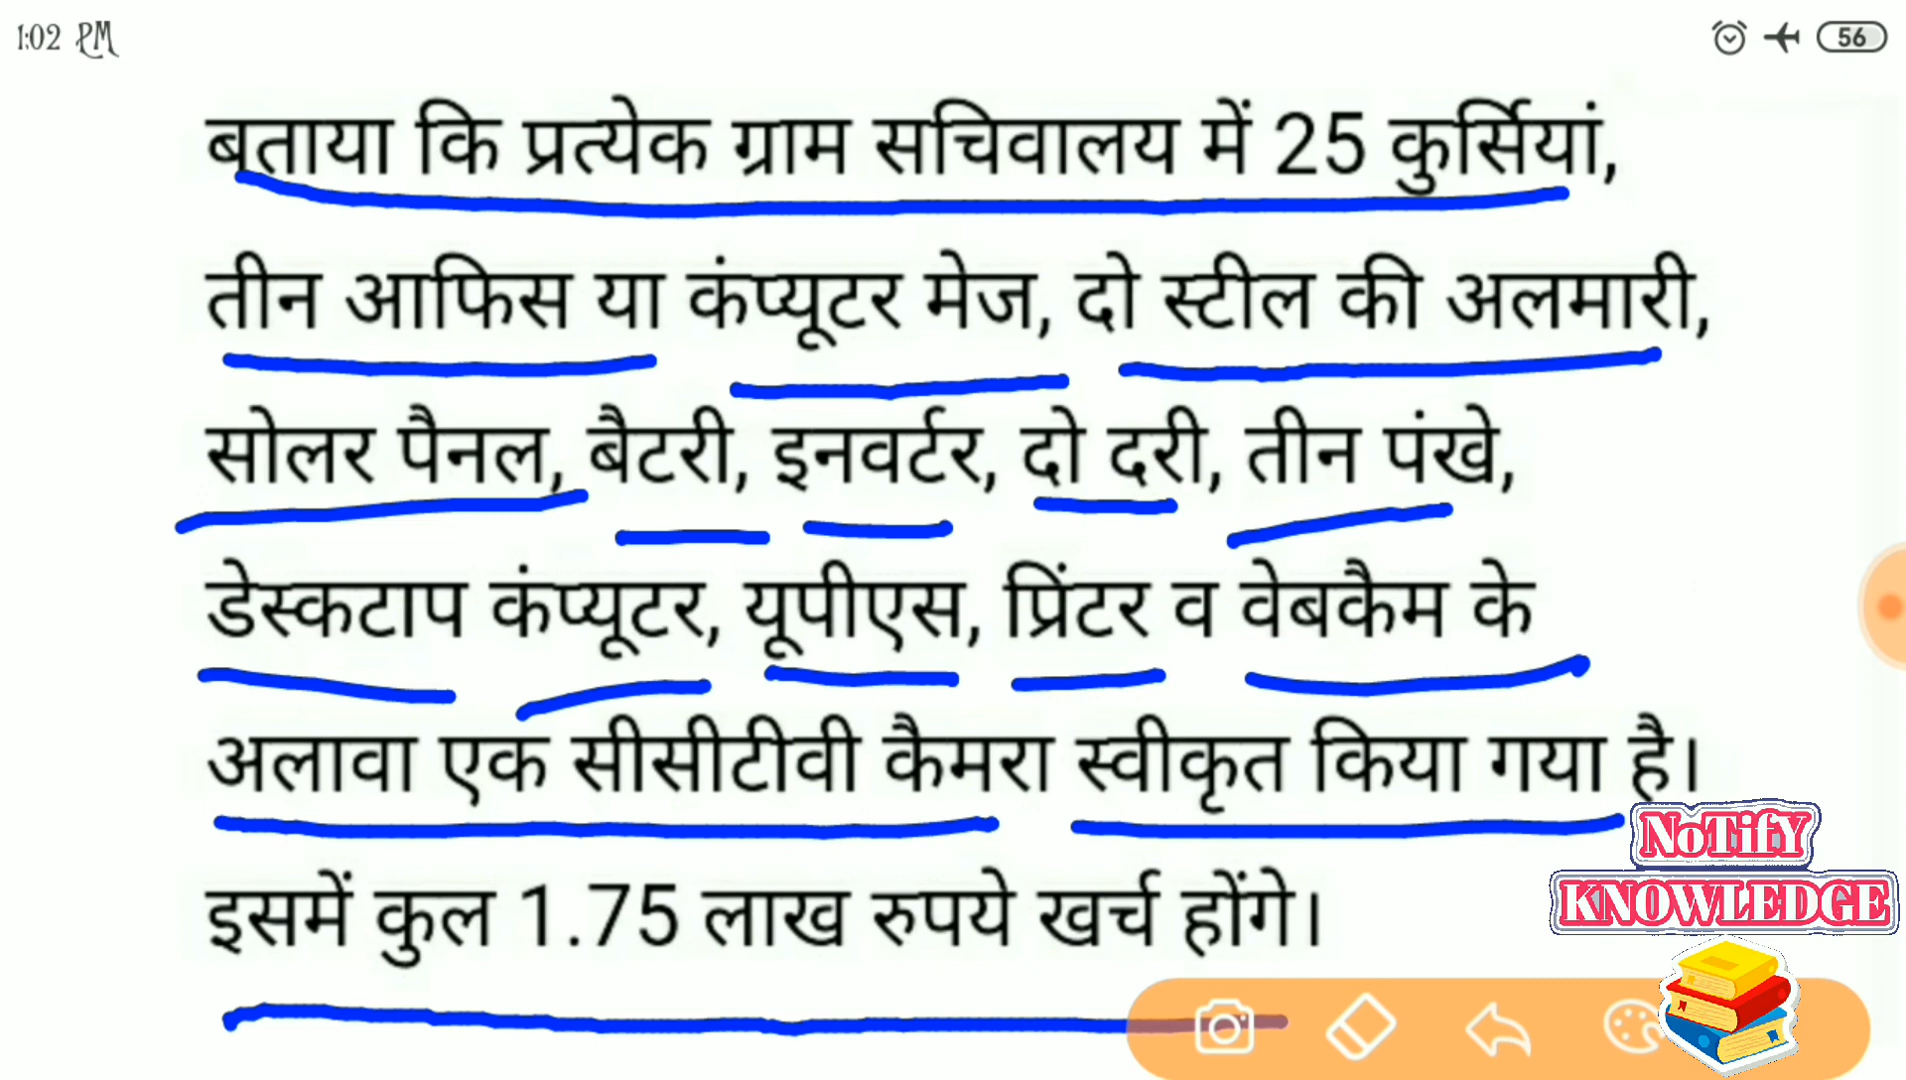 1:02 PM
56
बताया कि प्रत्येक ग्राम सचिवालय में 25 कुर्सियां,
तीन आफिस या कंप्यूटर मेज, दो स्टील की अलमारी,
सोलर पैनल, बैटरी, इनवर्टर, दो दरी, तीन पंखे,
डेस्कटाप कंप्यूटर, यूपीएस, प्रिंटर व वेबकैम के
अलावा एक सीसीटीवी कैमरा स्वीकृत किया गया है।
इसमें कुल 1.75 लाख रुपये खर्च होंगे।
NoTifY
KNOWLEDGE